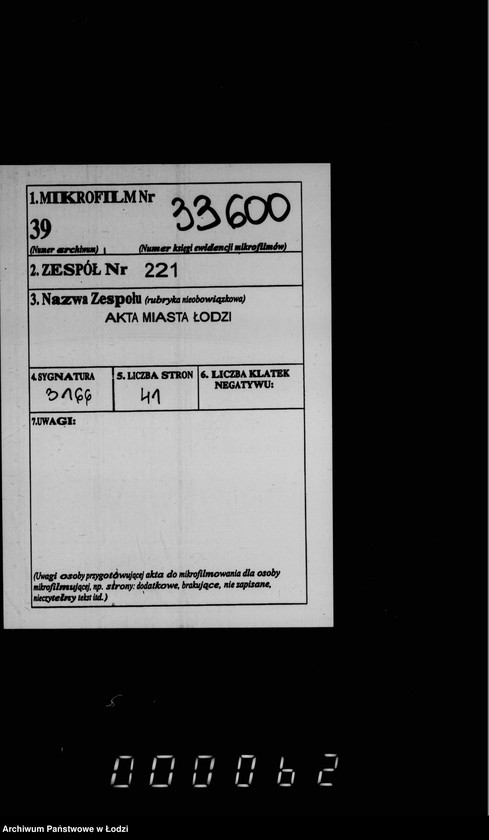 1. MIKROFILM Nr 33600
39
(Numer archiwum) (Numer księgi ewidencji mikrofilmów)
2. ZESPÓŁ Nr 221
3. Nazwa Zespołu (rubryka nieobowiązkowa)
AKTA MIASTA ŁODZI
4. SYGNATURA 5. LICZBA STRON 6. LICZBA KLATEK
NEGATYWU:
3166 41
7. UWAGI:
(Uwagi osoby przygotówującej akta do mikrofilmowania dla osoby
mikrofilmującej, np. strony: dodatkowe, brakujące, nie zapisane,
nieczytelny tekst itd.)
000062
Archiwum Państwowe w Łodzi